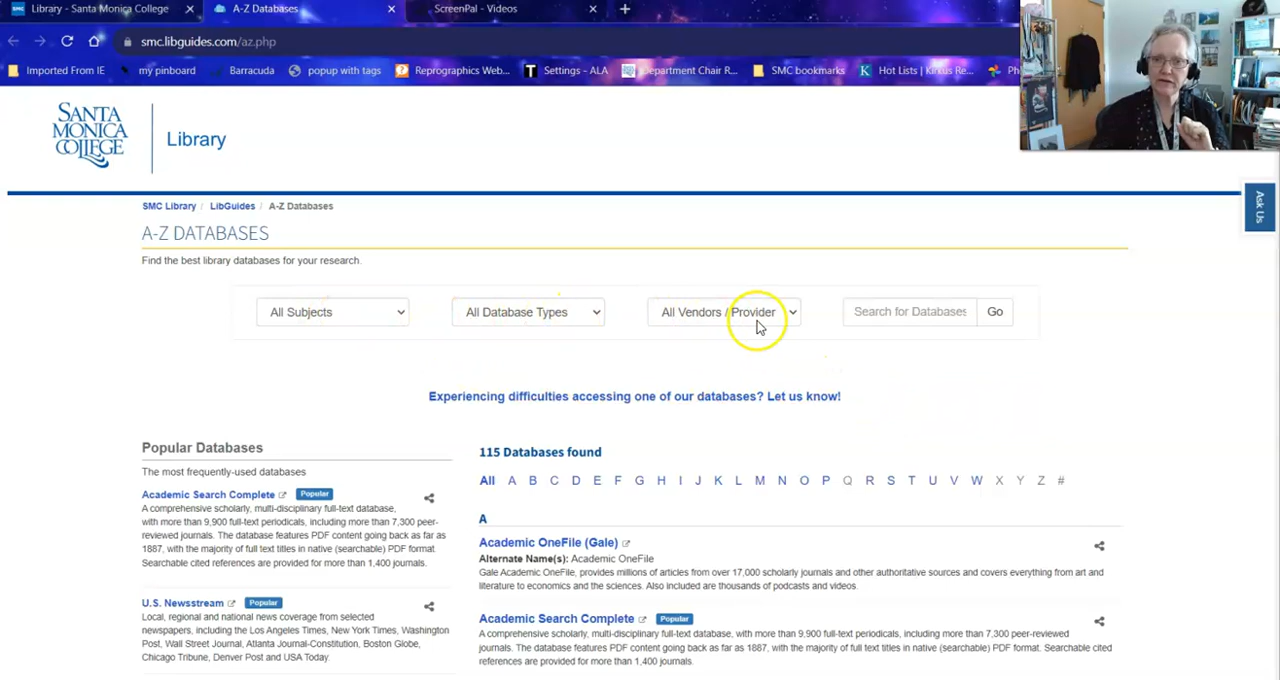 SMC Library - Santa Monica College
A-Z Databases
ScreenPal - Videos
smc.libguides.com/az.php
Imported From IE
my pinboard
Barracuda
popup with tags
Reprographics Web...
Settings - ALA
Department Chair R...
SMC bookmarks
Hot Lists | Kirkus Re...
SANTA
MONICA
COLLEGE
Library
Ask Us
SMC Library / LibGuides / A-Z Databases
A-Z DATABASES
Find the best library databases for your research.
All Subjects
All Database Types
All Vendors / Provider
Search for Databases
Go
Experiencing difficulties accessing one of our databases? Let us know!
Popular Databases
The most frequently-used databases
Academic Search Complete Popular
A comprehensive scholarly, multi-disciplinary full-text database,
with more than 9,900 full-text periodicals, including more than 7,300 peer-
reviewed journals. The database features PDF content going back as far as
1887, with the majority of full text titles in native (searchable) PDF format.
Searchable cited references are provided for more than 1,400 journals.
U.S. Newsstream Popular
Local, regional and national news coverage from selected
newspapers, including the Los Angeles Times, New York Times, Washington
Post, Wall Street Journal, Atlanta Journal-Constitution, Boston Globe,
Chicago Tribune, Denver Post and USA Today.
115 Databases found
All A B C D E F G H I J K L M N O P Q R S T U V W X Y Z #
A
Academic OneFile (Gale)
Alternate Name(s): Academic OneFile
Gale Academic OneFile, provides millions of articles from over 17,000 scholarly journals and other authoritative sources and covers everything from art and
literature to economics and the sciences. Also included are thousands of podcasts and videos.
Academic Search Complete Popular
A comprehensive scholarly, multi-disciplinary full-text database, with more than 9,900 full-text periodicals, including more than 7,300 peer-reviewed
journals. The database features PDF content going back as far as 1887, with the majority of full text titles in native (searchable) PDF format. Searchable cited
references are provided for more than 1,400 journals.